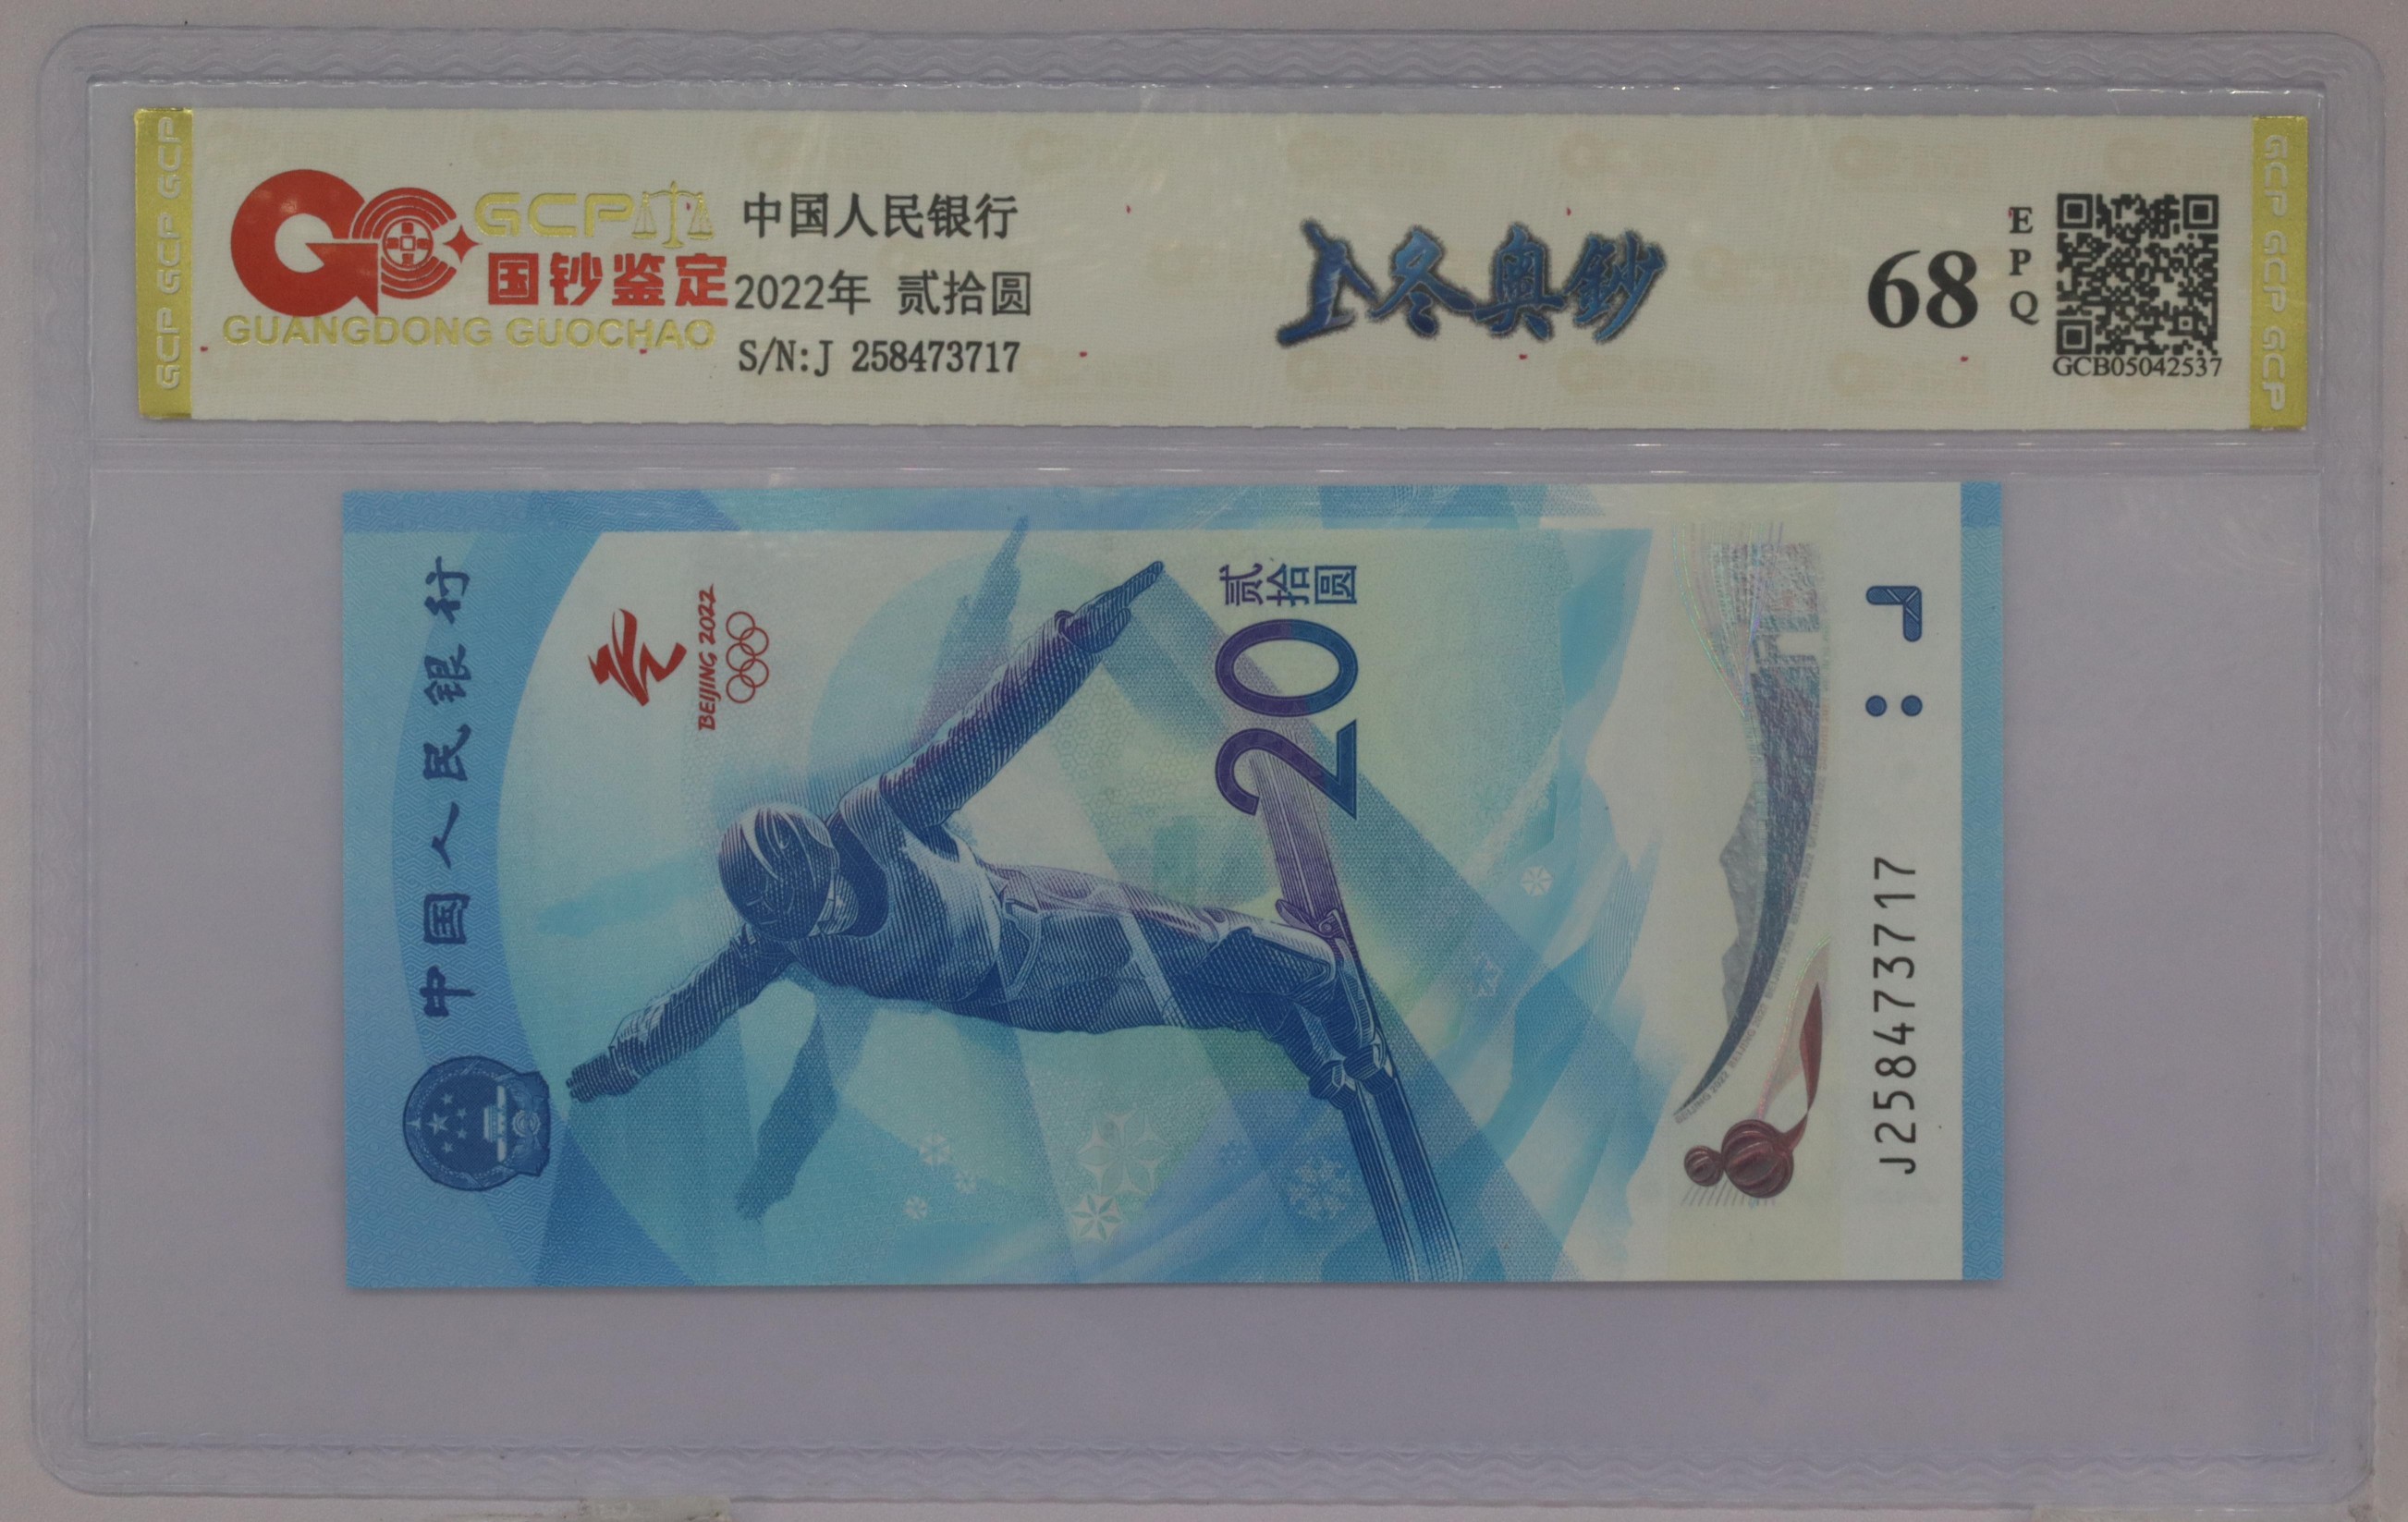 GCP GCP GCP
GCP
国钞鉴定
GUANGDONG GUOCHAO
中国人民银行
2022年 贰拾圆
S/N:J 258473717
冬奥鈔
68
EPQ
GCB05042537
GCP GCP GCP
中国人民银行
BEIJING 2022
贰拾圆
20
J258473717